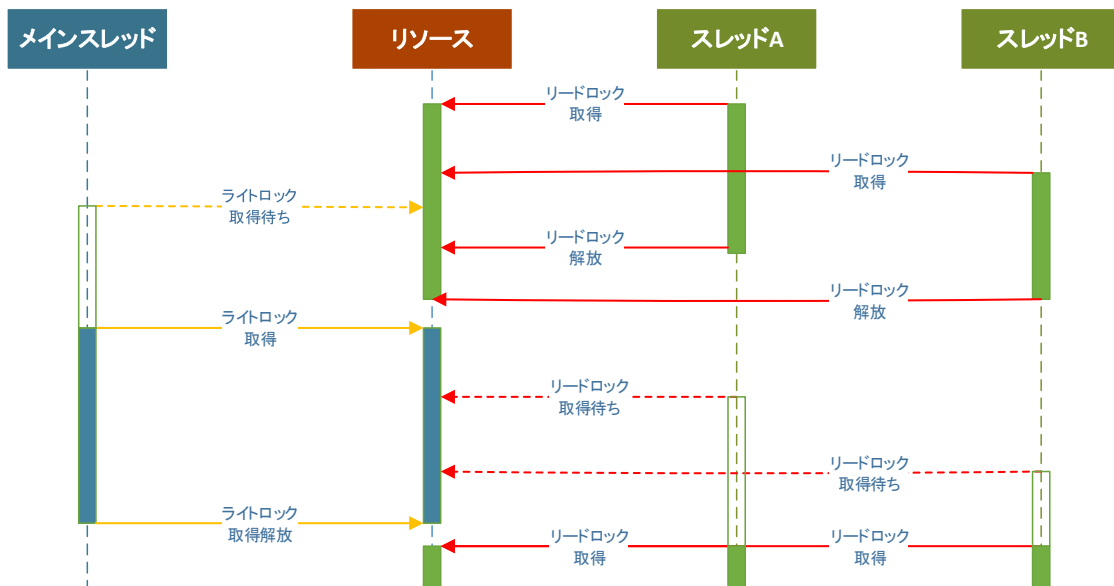 メインスレッド
リソース
スレッドA
スレッドB
リードロック
取得
リードロック
取得
ライトロック
取得待ち
リードロック
解放
リードロック
解放
ライトロック
取得
リードロック
取得待ち
リードロック
取得待ち
ライトロック
取得解放
リードロック
取得
リードロック
取得